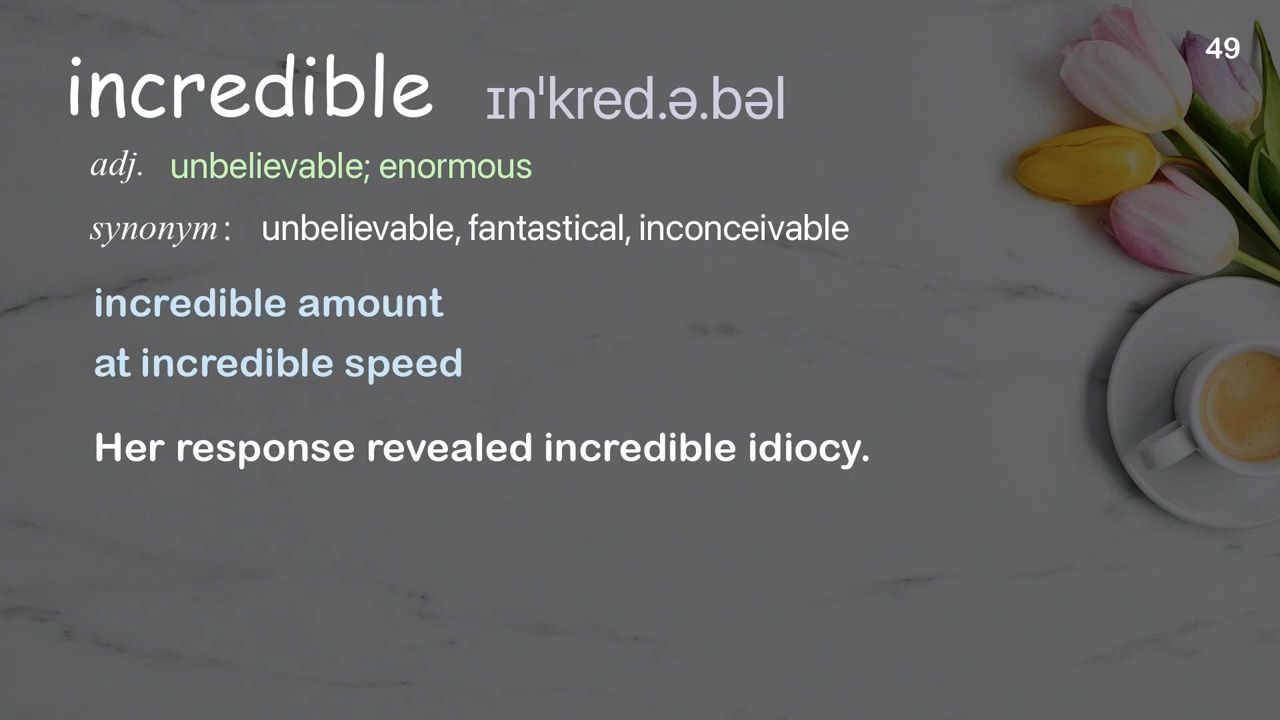 49
incredible ɪnˈkred.ə.bəl
adj. unbelievable; enormous
synonym: unbelievable, fantastical, inconceivable
incredible amount
at incredible speed
Her response revealed incredible idiocy.